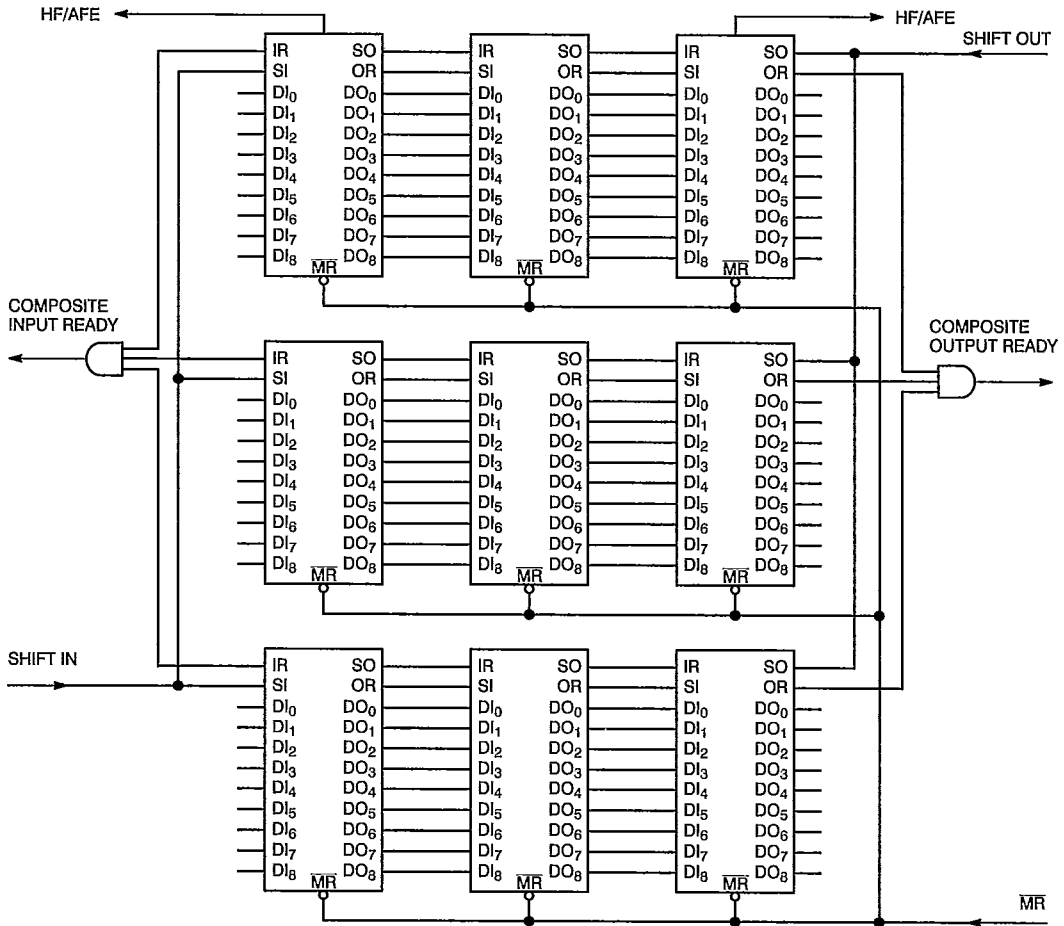 HF/AFE HF/AFE
SHIFT OUT
IR SO IR SO IR SO
SI OR SI OR SI OR
DI0 DO0 DI0 DO0 DI0 DO0
DI1 DO1 DI1 DO1 DI1 DO1
DI2 DO2 DI2 DO2 DI2 DO2
DI3 DO3 DI3 DO3 DI3 DO3
DI4 DO4 DI4 DO4 DI4 DO4
DI5 DO5 DI5 DO5 DI5 DO5
DI6 DO6 DI6 DO6 DI6 DO6
DI7 DO7 DI7 DO7 DI7 DO7
DI8 MR DO8 DI8 MR DO8 DI8 MR DO8
COMPOSITE
INPUT READY
COMPOSITE
OUTPUT READY
IR SO IR SO IR SO
SI OR SI OR SI OR
DI0 DO0 DI0 DO0 DI0 DO0
DI1 DO1 DI1 DO1 DI1 DO1
DI2 DO2 DI2 DO2 DI2 DO2
DI3 DO3 DI3 DO3 DI3 DO3
DI4 DO4 DI4 DO4 DI4 DO4
DI5 DO5 DI5 DO5 DI5 DO5
DI6 DO6 DI6 DO6 DI6 DO6
DI7 DO7 DI7 DO7 DI7 DO7
DI8 MR DO8 DI8 MR DO8 DI8 MR DO8
SHIFT IN
IR SO IR SO IR SO
SI OR SI OR SI OR
DI0 DO0 DI0 DO0 DI0 DO0
DI1 DO1 DI1 DO1 DI1 DO1
DI2 DO2 DI2 DO2 DI2 DO2
DI3 DO3 DI3 DO3 DI3 DO3
DI4 DO4 DI4 DO4 DI4 DO4
DI5 DO5 DI5 DO5 DI5 DO5
DI6 DO6 DI6 DO6 DI6 DO6
DI7 DO7 DI7 DO7 DI7 DO7
DI8 MR DO8 DI8 MR DO8 DI8 MR DO8
MR